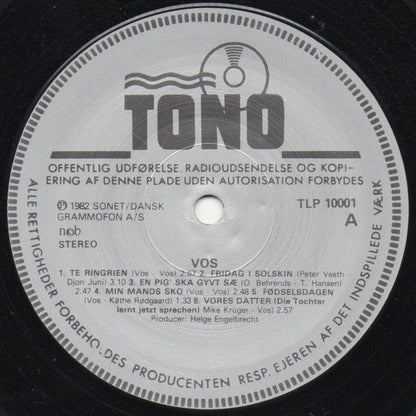 TONO
OFFENTLIG UDFØRELSE, RADIOUDSENDELSE OG KOPI-
ERING AF DENNE PLADE UDEN AUTORISATION FORBYDES
℗ 1982 SONET/DANSK
GRAMMOFON A/S
TLP 10001
A
ncb
STEREO
VOS
1. TE RINGRIEN (Vos - Vos) 2.57 2. FRIDAG I SOLSKIN (Peter Vesth -
Djon Juni) 3.10 3. EN PIG' SKA GYVT SÆ (O. Behrends - T. Hansen)
2.47 4. MIN MANDS SKO (Vos - Vos) 2.48 5. FØDSELSDAGEN
(Vos - Käthe Rødgaard) 1.33 6. VORES DATTER (Die Tochter
lernt jetzt sprechen) Mike Krüger - Vos) 2.57
Producer: Helge Engelbrecht
ALLE RETTIGHEDER FORBEHOLDES PRODUCENTEN RESP. EJEREN AF DET INDSPILLEDE VÆRK